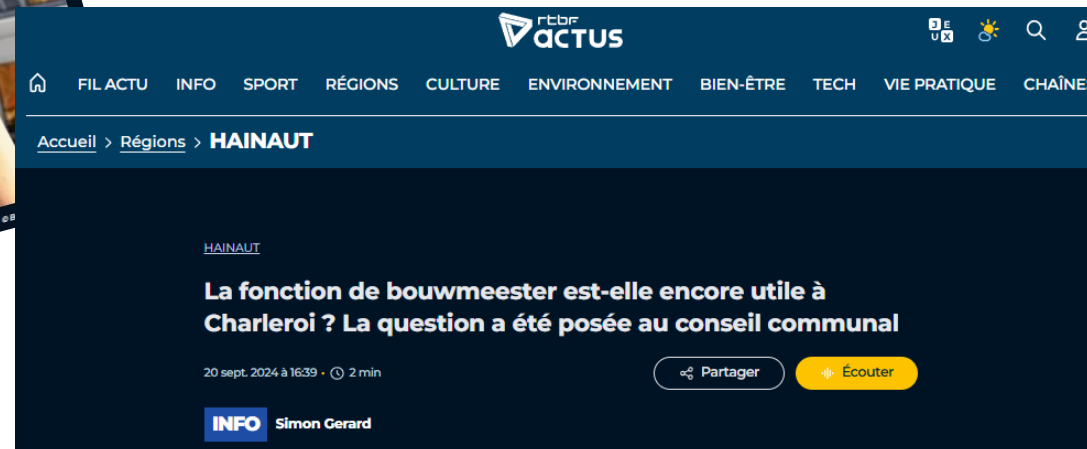 rtbf
actus
JEUX
FIL ACTU INFO SPORT RÉGIONS CULTURE ENVIRONNEMENT BIEN-ÊTRE TECH VIE PRATIQUE CHAÎNES
Accueil > Régions > HAINAUT
HAINAUT
La fonction de bouwmeester est-elle encore utile à
Charleroi ? La question a été posée au conseil communal
20 sept. 2024 à 16:39 • 2 min
Partager
Écouter
INFO Simon Gerard